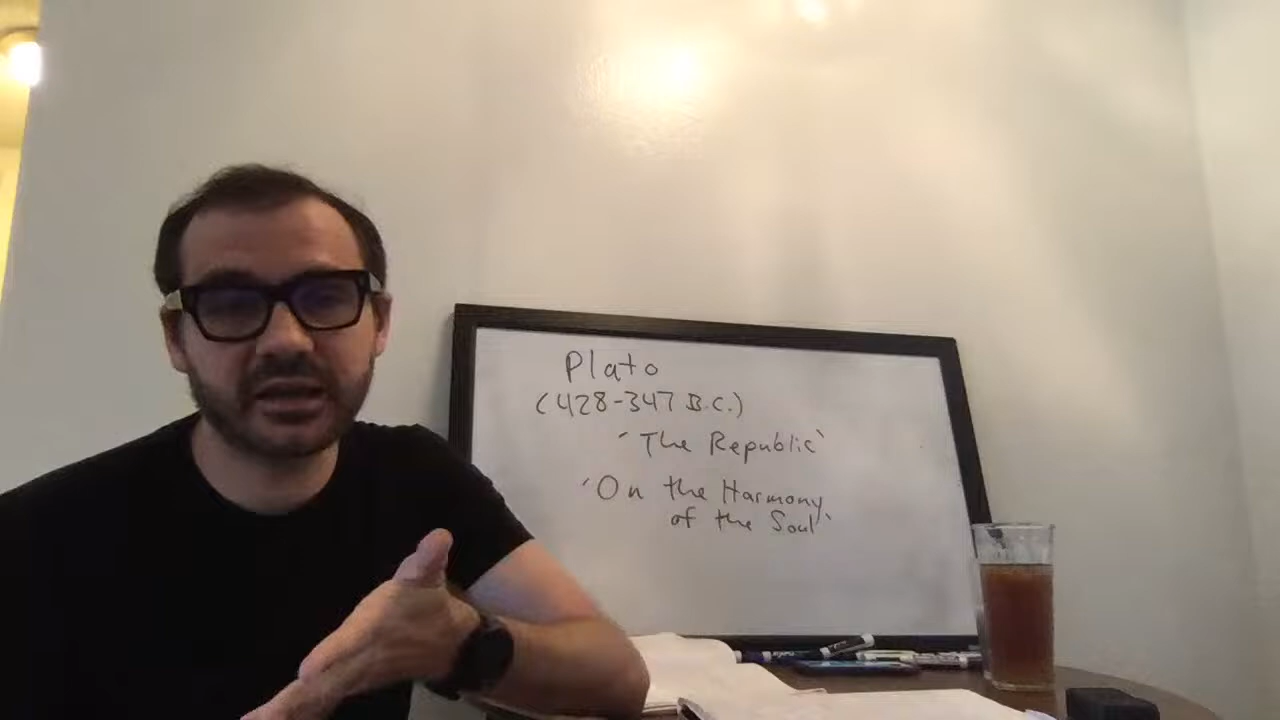 Plato
(428-347 B.C.)
'The Republic'
'On the Harmony
of the Soul'